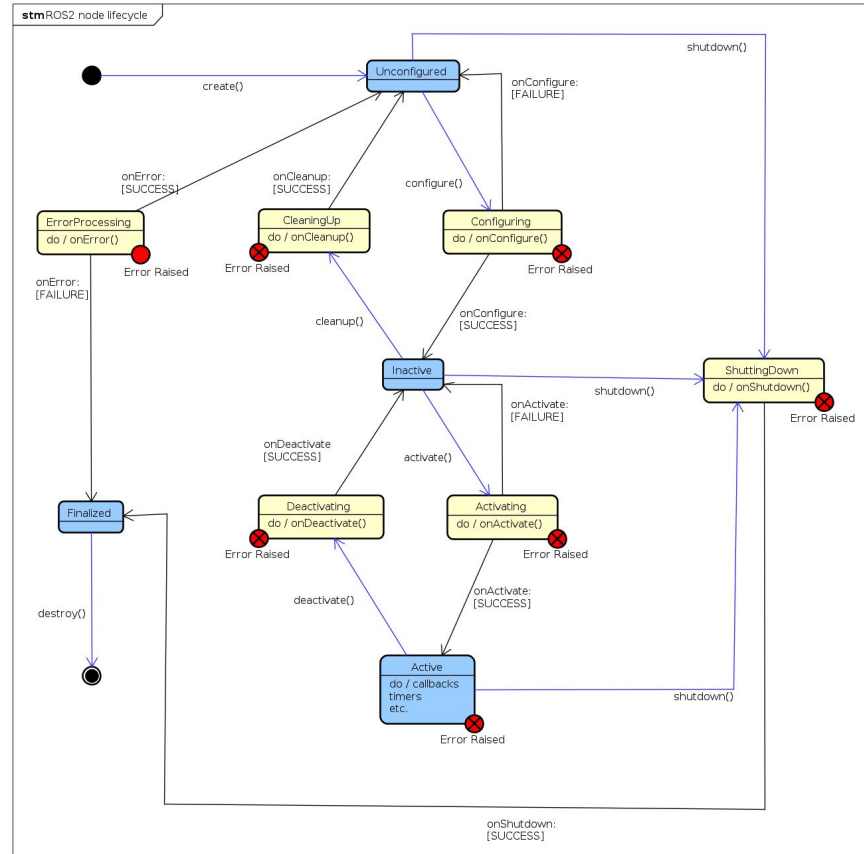 stm ROS2 node lifecycle
shutdown()
Unconfigured
create()
onConfigure:
[FAILURE]
onError:
[SUCCESS]
onCleanup:
[SUCCESS]
configure()
ErrorProcessing
do / onError()
Error Raised
CleaningUp
do / onCleanup()
Error Raised
Configuring
do / onConfigure()
Error Raised
onError:
[FAILURE]
cleanup()
onConfigure:
[SUCCESS]
Inactive
shutdown()
ShuttingDown
do / onShutdown()
Error Raised
onActivate:
[FAILURE]
onDeactivate
[SUCCESS]
activate()
Finalized
Deactivating
do / onDeactivate()
Error Raised
Activating
do / onActivate()
Error Raised
destroy()
deactivate()
onActivate:
[SUCCESS]
Active
do / callbacks
timers
etc.
Error Raised
shutdown()
onShutdown:
[SUCCESS]